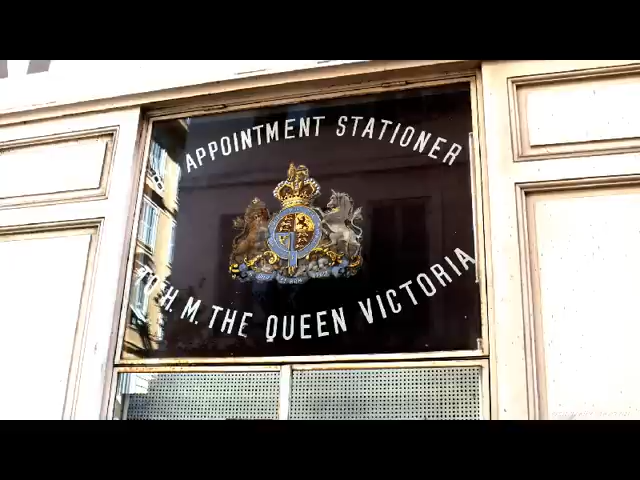 APPOINTMENT STATIONER
TO H.M. THE QUEEN VICTORIA